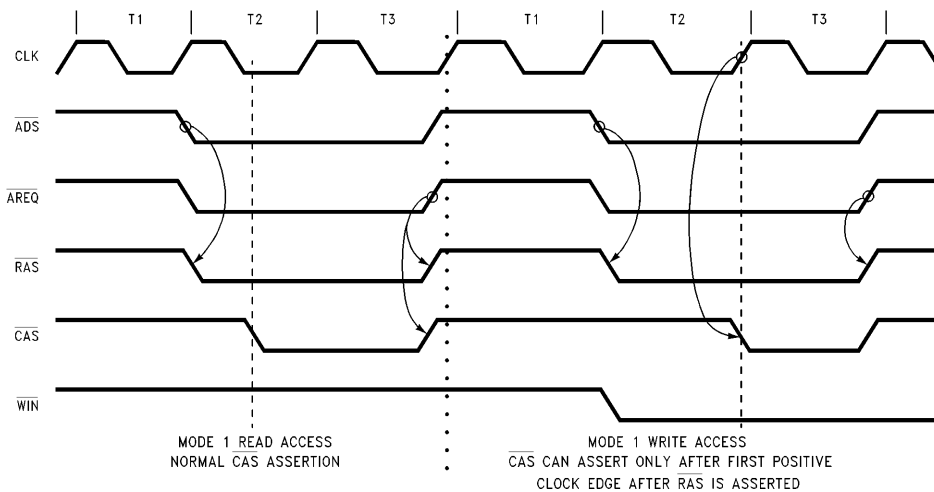 T1 T2 T3 T1 T2 T3
CLK
ADS
AREQ
RAS
CAS
WIN
MODE 1 READ ACCESS
NORMAL CAS ASSERTION
MODE 1 WRITE ACCESS
CAS CAN ASSERT ONLY AFTER FIRST POSITIVE
CLOCK EDGE AFTER RAS IS ASSERTED